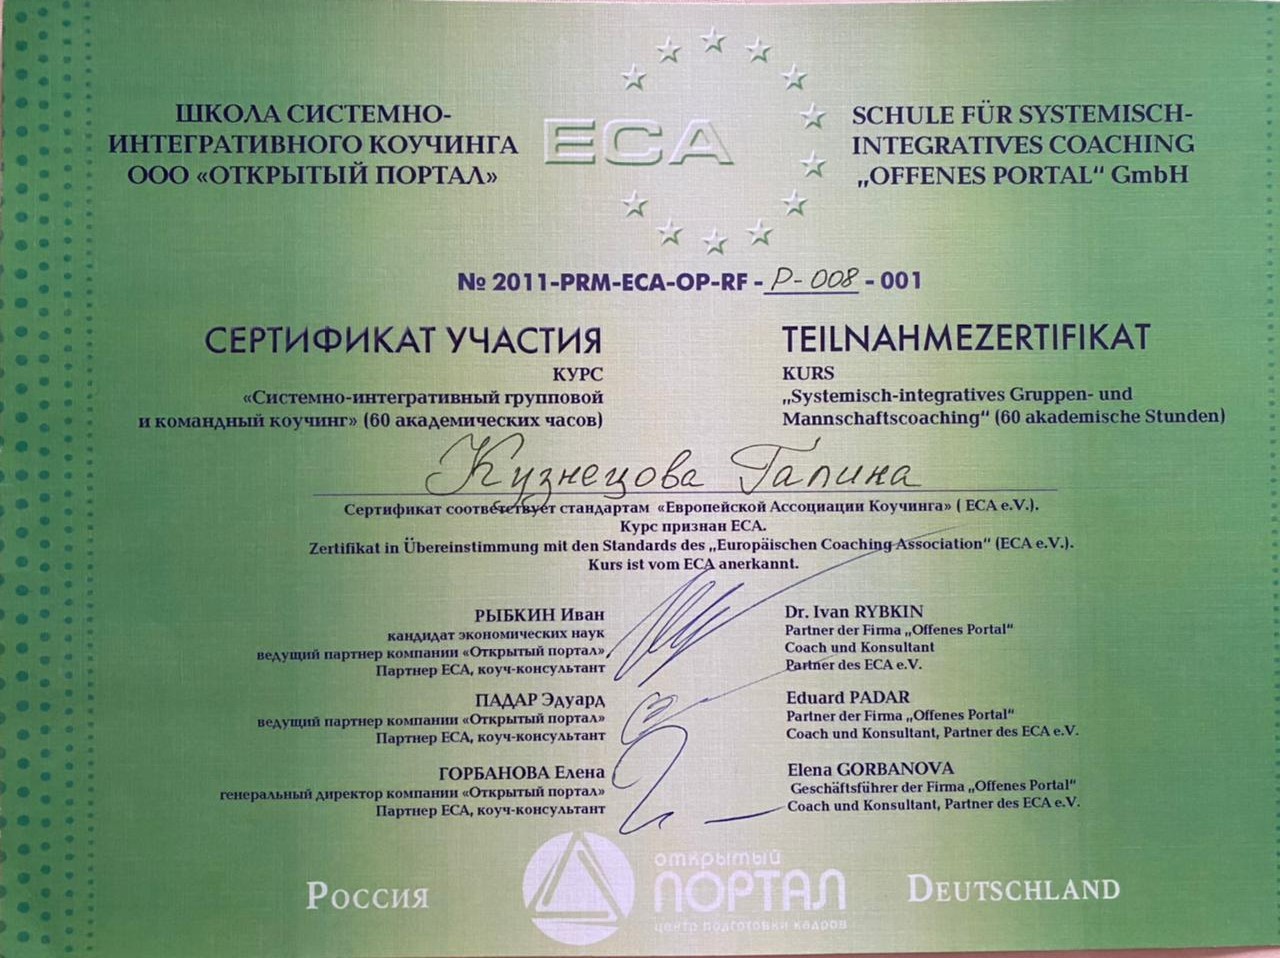 ШКОЛА СИСТЕМНО-
ИНТЕГРАТИВНОГО КОУЧИНГА
ООО «ОТКРЫТЫЙ ПОРТАЛ»
ECA
SCHULE FÜR SYSTEMISCH-
INTEGRATIVES COACHING
„OFFENES PORTAL“ GmbH
№ 2011-PRM-ECA-OP-RF - Р-008 - 001
СЕРТИФИКАТ УЧАСТИЯ
КУРС
«Системно-интегративный групповой
и командный коучинг» (60 академических часов)
TEILNAHMEZERTIFIKAT
KURS
„Systemisch-integratives Gruppen- und
Mannschaftscoaching“ (60 akademische Stunden)
Кузнецова Галина
Сертификат соответствует стандартам «Европейской Ассоциации Коучинга» ( ECA e.V.).
Курс признан ECA.
Zertifikat in Übereinstimmung mit den Standards des „Europäischen Coaching Association“ (ECA e.V.).
Kurs ist vom ECA anerkannt.
РЫБКИН Иван
кандидат экономических наук
ведущий партнер компании «Открытый портал»
Партнер ECA, коуч-консультант
Dr. Ivan RYBKIN
Partner der Firma „Offenes Portal“
Coach und Konsultant
Partner des ECA e.V.
ПАДАР Эдуард
ведущий партнер компании «Открытый портал»
Партнер ECA, коуч-консультант
Eduard PADAR
Partner der Firma „Offenes Portal“
Coach und Konsultant, Partner des ECA e.V.
ГОРБАНОВА Елена
генеральный директор компании «Открытый портал»
Партнер ECA, коуч-консультант
Elena GORBANOVA
Geschäftsführer der Firma „Offenes Portal“
Coach und Konsultant, Partner des ECA e.V.
Россия
открытый
ПОРТАЛ
центр подготовки кадров
Deutschland